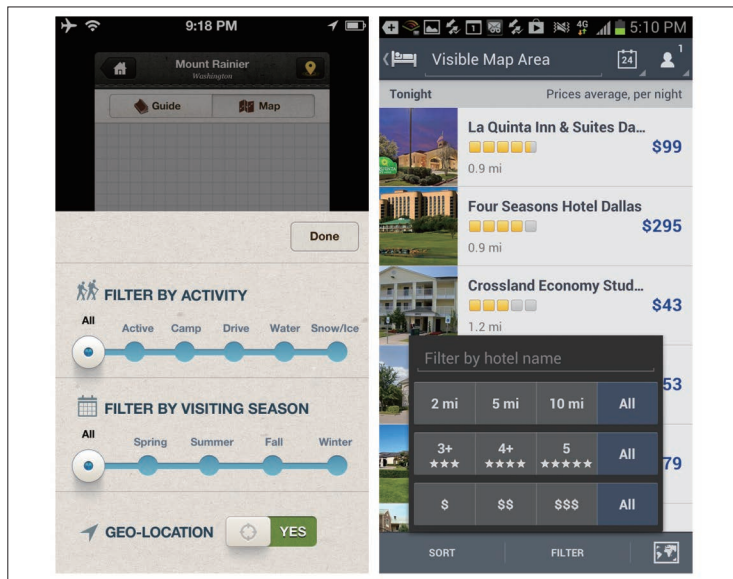 9:18 PM
Mount Rainier
Washington
Guide
Map
Done
FILTER BY ACTIVITY
All
Active Camp Drive Water Snow/Ice
FILTER BY VISITING SEASON
All
Spring Summer Fall Winter
GEO-LOCATION YES
1 4G 5:10 PM
Visible Map Area 24 1
Tonight Prices average, per night
La Quinta Inn & Suites Da...
$99
0.9 mi
Four Seasons Hotel Dallas
$295
0.9 mi
Crossland Economy Stud...
$43
1.2 mi
Filter by hotel name
53
2 mi 5 mi 10 mi All
3+ 4+ 5 All
79
$ $$ $$$ All
SORT FILTER